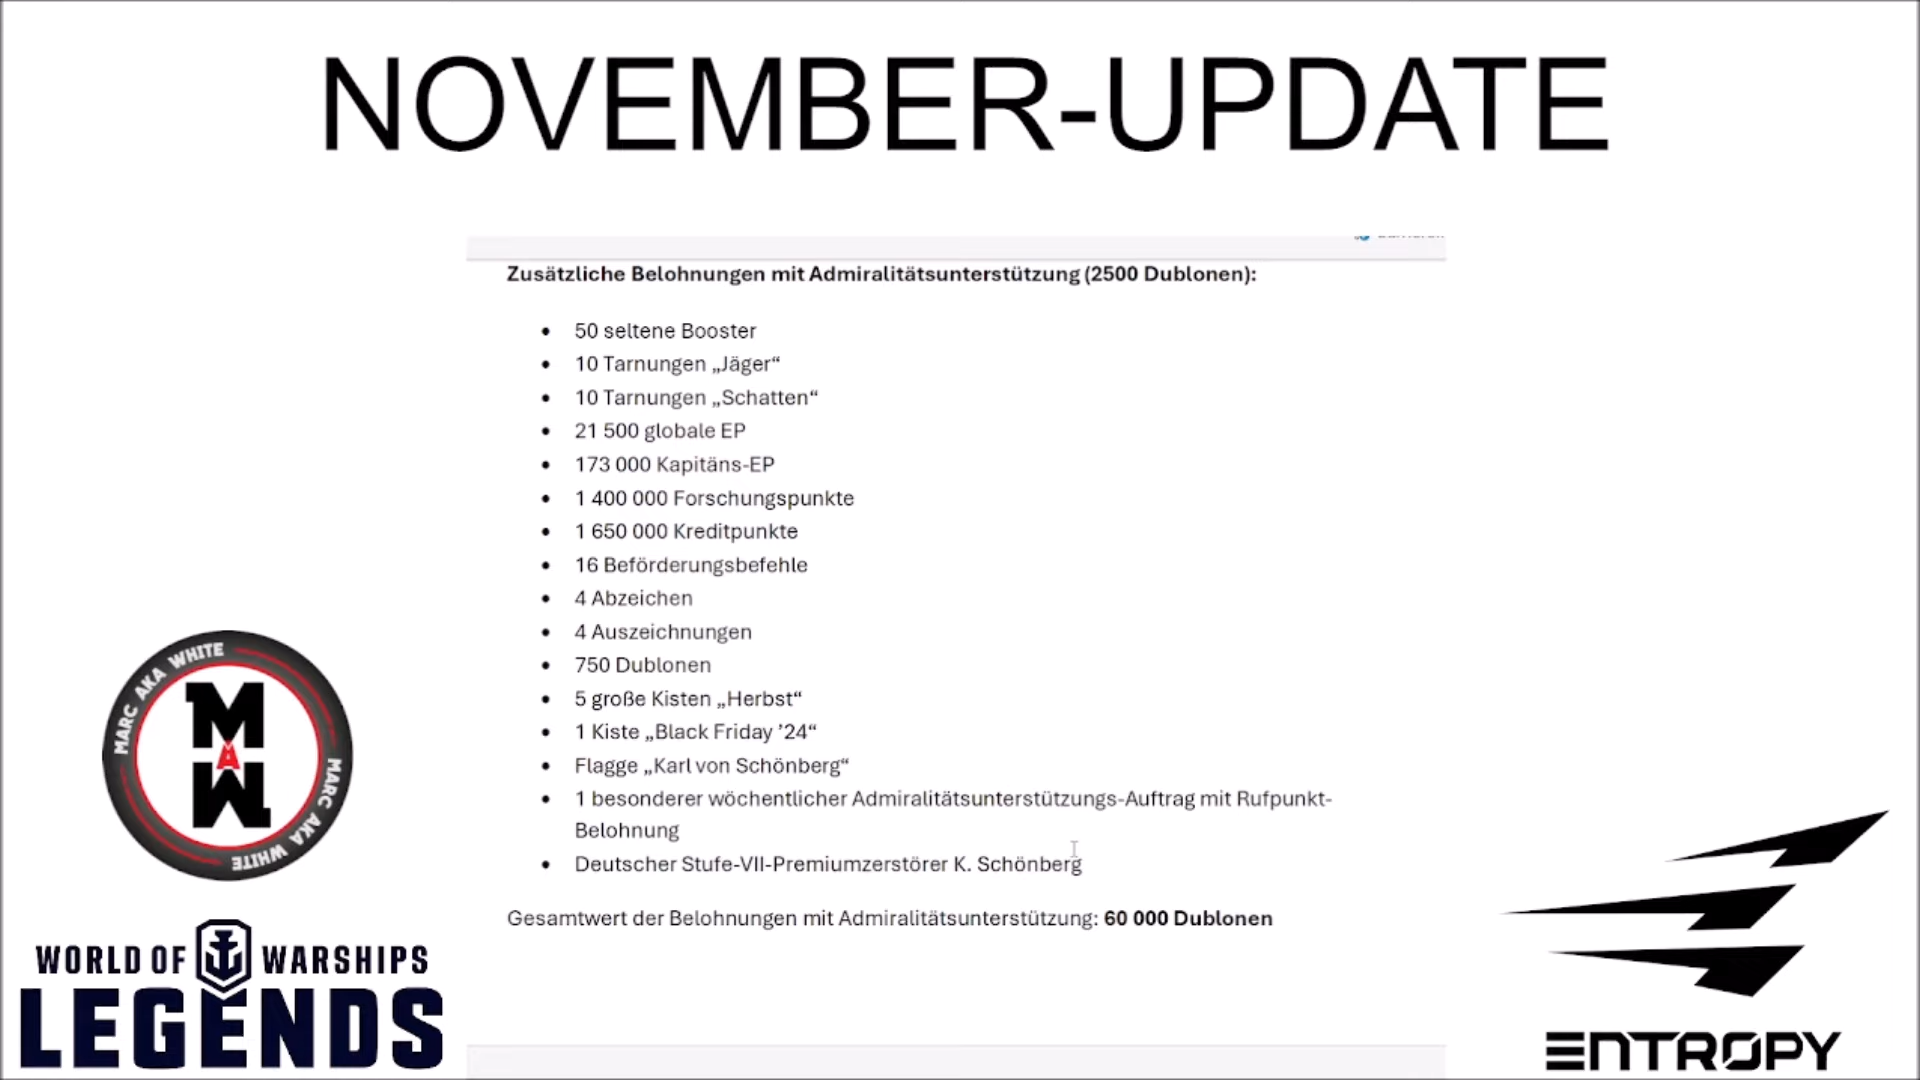 NOVEMBER-UPDATE
Zusätzliche Belohnungen mit Admiralitätsunterstützung (2500 Dublonen):
• 50 seltene Booster
• 10 Tarnungen „Jäger“
• 10 Tarnungen „Schatten“
• 21 500 globale EP
• 173 000 Kapitäns-EP
• 1 400 000 Forschungspunkte
• 1 650 000 Kreditpunkte
• 16 Beförderungsbefehle
• 4 Abzeichen
• 4 Auszeichnungen
• 750 Dublonen
• 5 große Kisten „Herbst“
• 1 Kiste „Black Friday ’24“
• Flagge „Karl von Schönberg“
• 1 besonderer wöchentlicher Admiralitätsunterstützungs-Auftrag mit Rufpunkt-
Belohnung
• Deutscher Stufe-VII-Premiumzerstörer K. Schönberg
Gesamtwert der Belohnungen mit Admiralitätsunterstützung: 60 000 Dublonen
MARC AKA WHITE
MARC AKA WHITE
M
A
W
WORLD OF WARSHIPS
LEGENDS
ENTROPY